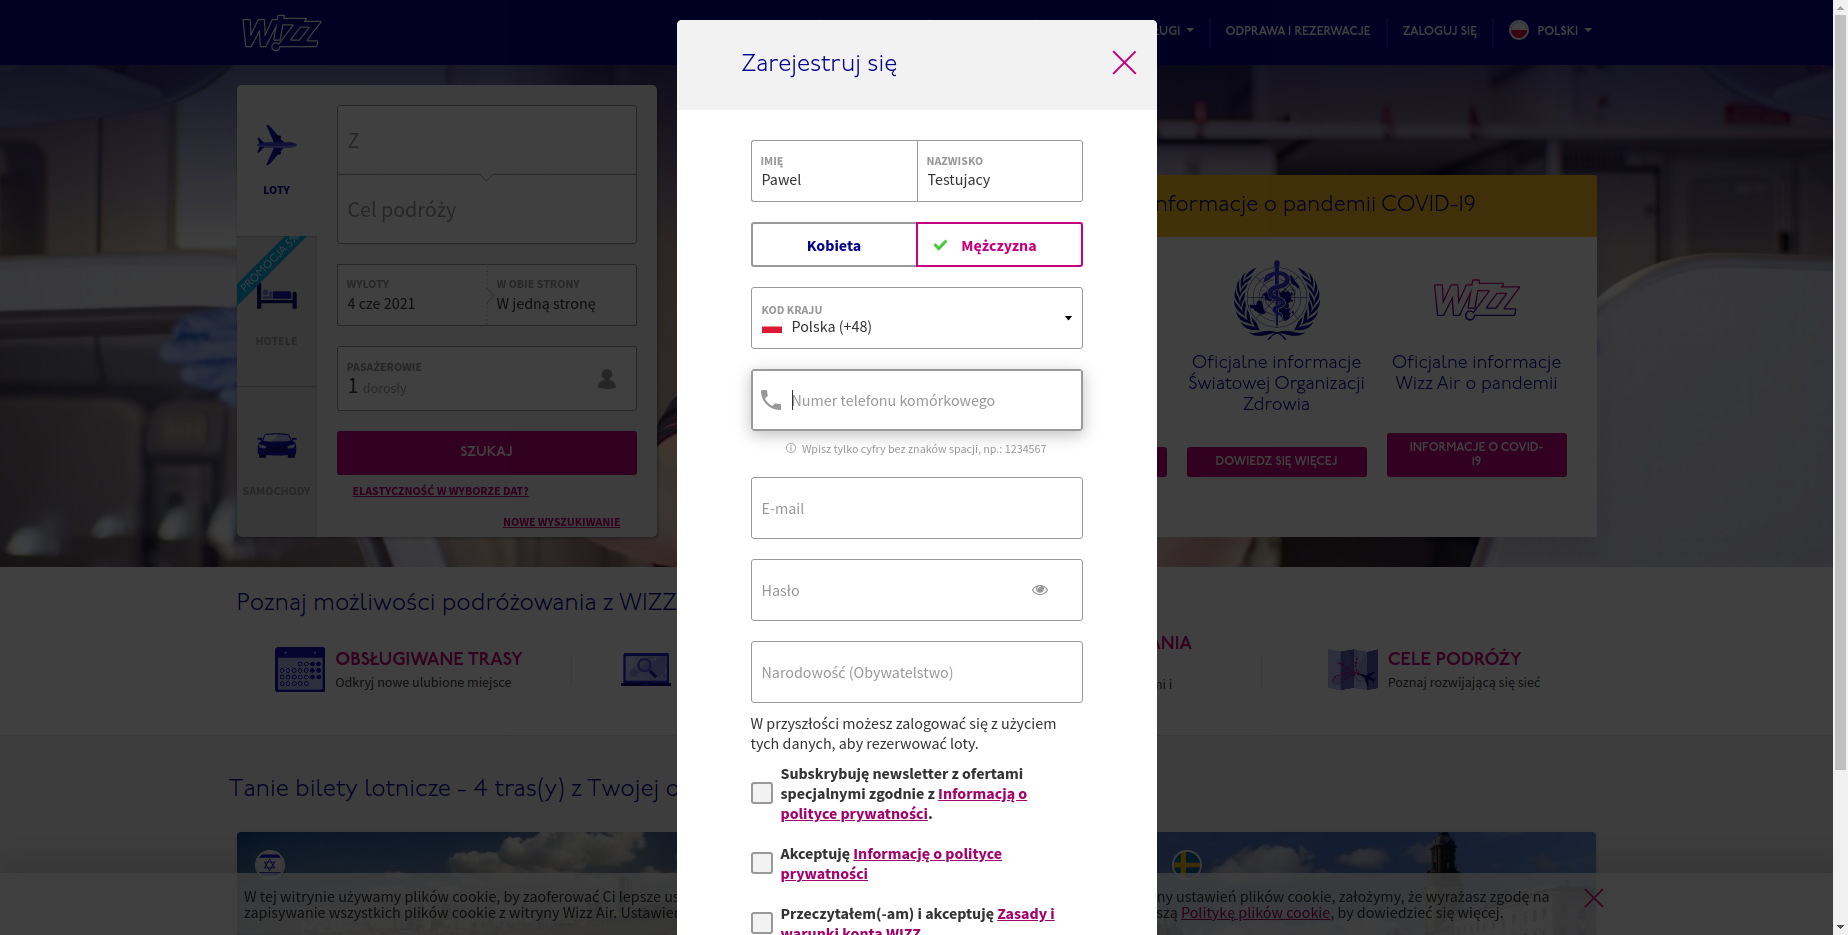 WIZZ
ŁUGI
ODPRAWA I REZERWACJE
ZALOGUJ SIĘ
POLSKI
Zarejestruj się
IMIĘ
Pawel
NAZWISKO
Testujacy
Kobieta
Mężczyzna
KOD KRAJU
Polska (+48)
Numer telefonu komórkowego
Wpisz tylko cyfry bez znaków spacji, np.: 1234567
E-mail
Hasło
Narodowość (Obywatelstwo)
W przyszłości możesz zalogować się z użyciem
tych danych, aby rezerwować loty.
Subskrybuję newsletter z ofertami
specjalnymi zgodnie z Informacją o
polityce prywatności.
Akceptuję Informację o polityce
prywatności
Przeczytałem(-am) i akceptuję Zasady i
warunki konta WIZZ
LOTY
PROMOCJA
HOTELE
SAMOCHODY
Z
Cel podróży
WYLOTY
4 cze 2021
W OBIE STRONY
W jedną stronę
PASAŻEROWIE
1 dorosły
SZUKAJ
ELASTYCZNOŚĆ W WYBORZE DAT?
NOWE WYSZUKIWANIE
nformacje o pandemii COVID-19
Oficjalne informacje
Światowej Organizacji
Zdrowia
DOWIEDZ SIĘ WIĘCEJ
WIZZ
Oficjalne informacje
Wizz Air o pandemii
INFORMACJE O COVID-
19
Poznaj możliwości podróżowania z WIZZ
OBSŁUGIWANE TRASY
Odkryj nowe ulubione miejsce
ANIA
mi i
CELE PODRÓŻY
Poznaj rozwijającą się sieć
Tanie bilety lotnicze - 4 tras(y) z Twojej o
W tej witrynie używamy plików cookie, by zaoferować Ci lepsze us
ny ustawień plików cookie, założymy, że wyrażasz zgodę na
zapisywanie wszystkich plików cookie z witryny Wizz Air. Ustawien
szą Politykę plików cookie, by dowiedzieć się więcej.